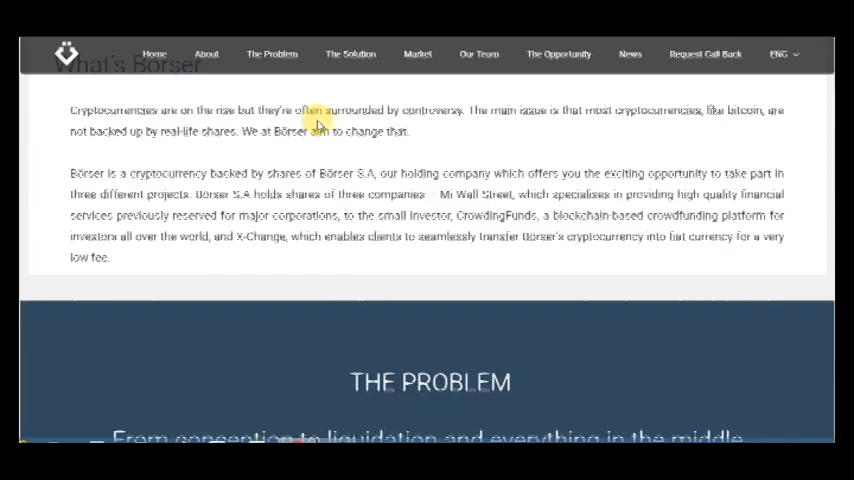 Home About The Problem The Solution Market Our Team The Opportunity News Request Call Back ENG
What's Börser
Cryptocurrencies are on the rise but they're often surrounded by controversy. The main issue is that most cryptocurrencies, like bitcoin, are
not backed up by real-life shares. We at Börser aim to change that.
Börser is a cryptocurrency backed by shares of Börser S.A, our holding company which offers you the exciting opportunity to take part in
three different projects. Börser S.A holds shares of three companies – Mi Wall Street, which specialises in providing high quality financial
services previously reserved for major corporations, to the small investor, CrowdingFunds, a blockchain-based crowdfunding platform for
investors all over the world, and X-Change, which enables clients to seamlessly transfer Börser's cryptocurrency into fiat currency for a very
low fee.
THE PROBLEM
From conception to liquidation and everything in the middle